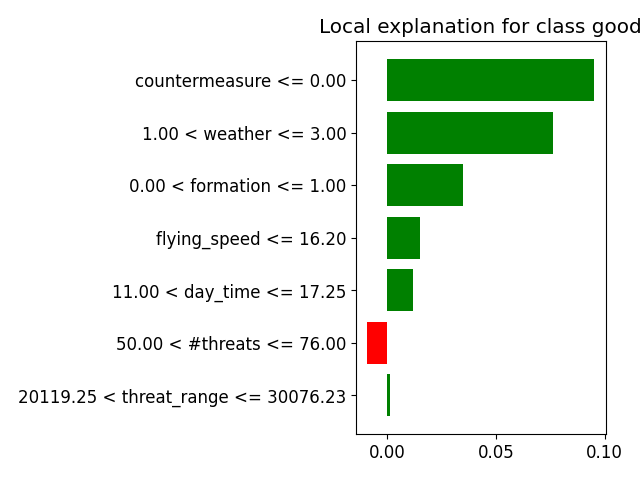 Local explanation for class good
countermeasure <= 0.00
1.00 < weather <= 3.00
0.00 < formation <= 1.00
flying_speed <= 16.20
11.00 < day_time <= 17.25
50.00 < #threats <= 76.00
20119.25 < threat_range <= 30076.23
0.00 0.05 0.10